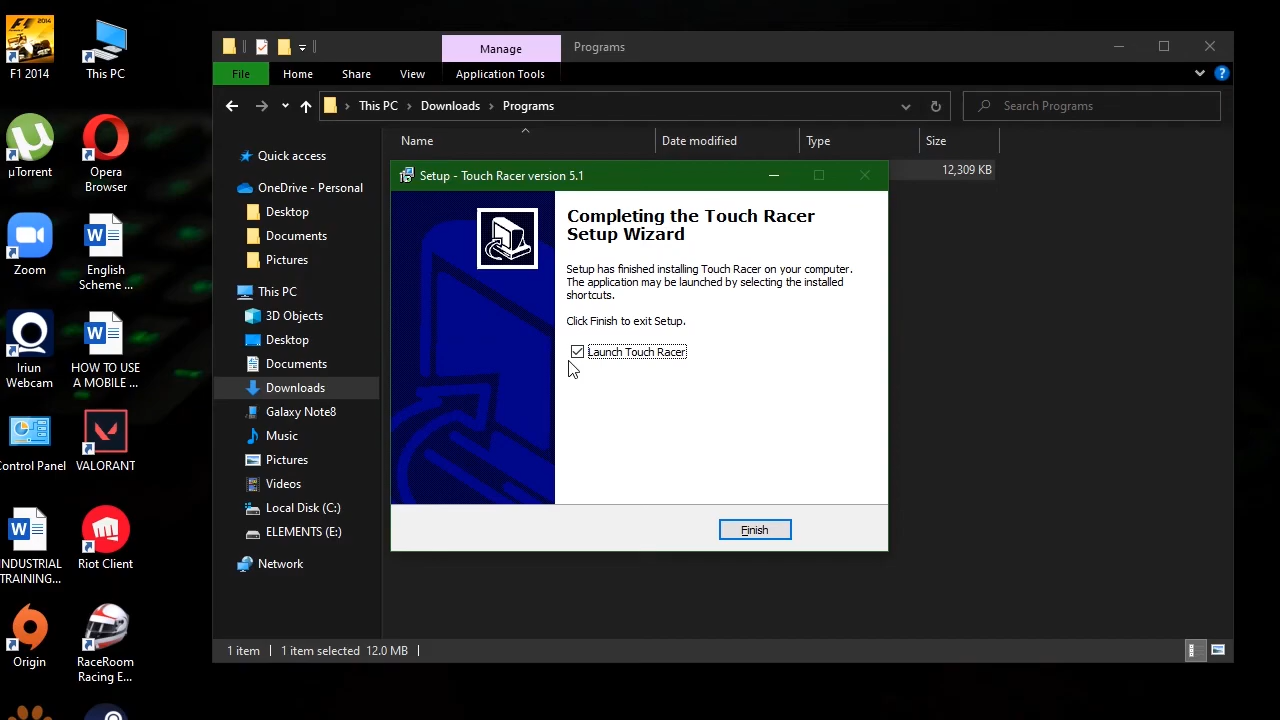 F1 2014
This PC
µTorrent
Opera
Browser
Zoom
English
Scheme ...
Iriun
Webcam
HOW TO USE
A MOBILE ...
Control Panel
VALORANT
INDUSTRIAL
TRAINING...
Riot Client
Origin
RaceRoom
Racing E...
Manage
Programs
File
Home
Share
View
Application Tools
This PC
Downloads
Programs
Search Programs
Name
Date modified
Type
Size
12,309 KB
Quick access
OneDrive - Personal
Desktop
Documents
Pictures
This PC
3D Objects
Desktop
Documents
Downloads
Galaxy Note8
Music
Pictures
Videos
Local Disk (C:)
ELEMENTS (E:)
Network
Setup - Touch Racer version 5.1
Completing the Touch Racer
Setup Wizard
Setup has finished installing Touch Racer on your computer.
The application may be launched by selecting the installed
shortcuts.
Click Finish to exit Setup.
Launch Touch Racer
Finish
1 item
1 item selected 12.0 MB